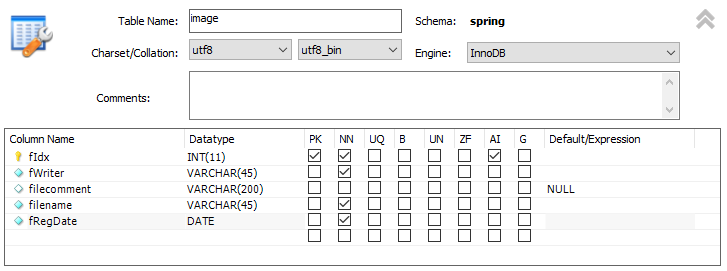 Table Name: image Schema: spring
Charset/Collation: utf8 utf8_bin Engine: InnoDB
Comments:
Column Name Datatype PK NN UQ B UN ZF AI G Default/Expression
fIdx INT(11)
fWriter VARCHAR(45)
filecomment VARCHAR(200) NULL
filename VARCHAR(45)
fRegDate DATE